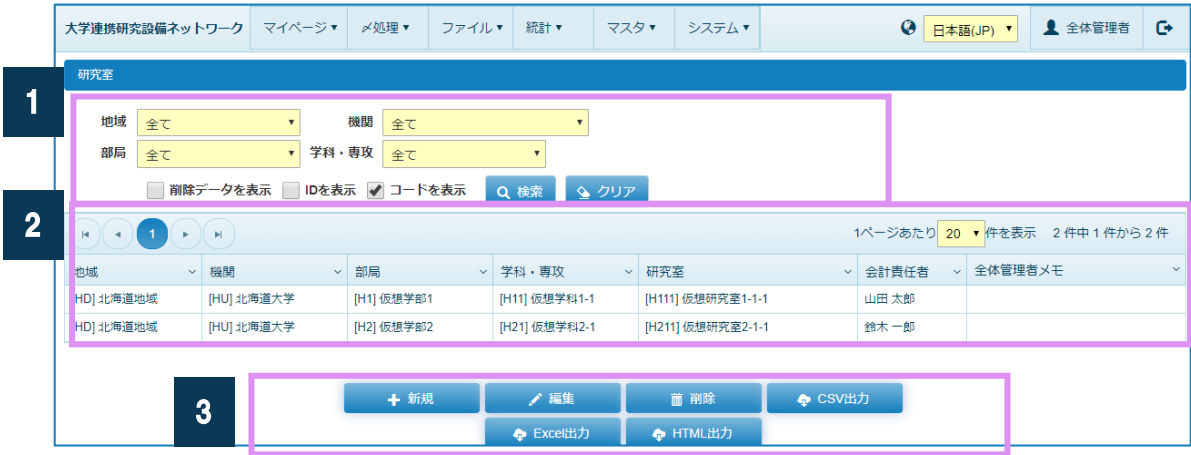 大学連携研究設備ネットワーク マイページ▼ 〆処理▼ ファイル▼ 統計▼ マスタ▼ システム▼ 日本語(JP) ▼ 全体管理者
研究室
1
地域 全て ▼ 機関 全て ▼
部局 全て ▼ 学科・専攻 全て ▼
削除データを表示 IDを表示 コードを表示 検索 クリア
2
1 1ページあたり 20 ▼ 件を表示 2 件中 1 件から 2 件
地域 機関 部局 学科・専攻 研究室 会計責任者 全体管理者メモ
[HD] 北海道地域 [HU] 北海道大学 [H1] 仮想学部1 [H11] 仮想学科1-1 [H111] 仮想研究室1-1-1 山田 太郎
[HD] 北海道地域 [HU] 北海道大学 [H2] 仮想学部2 [H21] 仮想学科2-1 [H211] 仮想研究室2-1-1 鈴木 一郎
3
新規 編集 削除 CSV出力
Excel出力 HTML出力